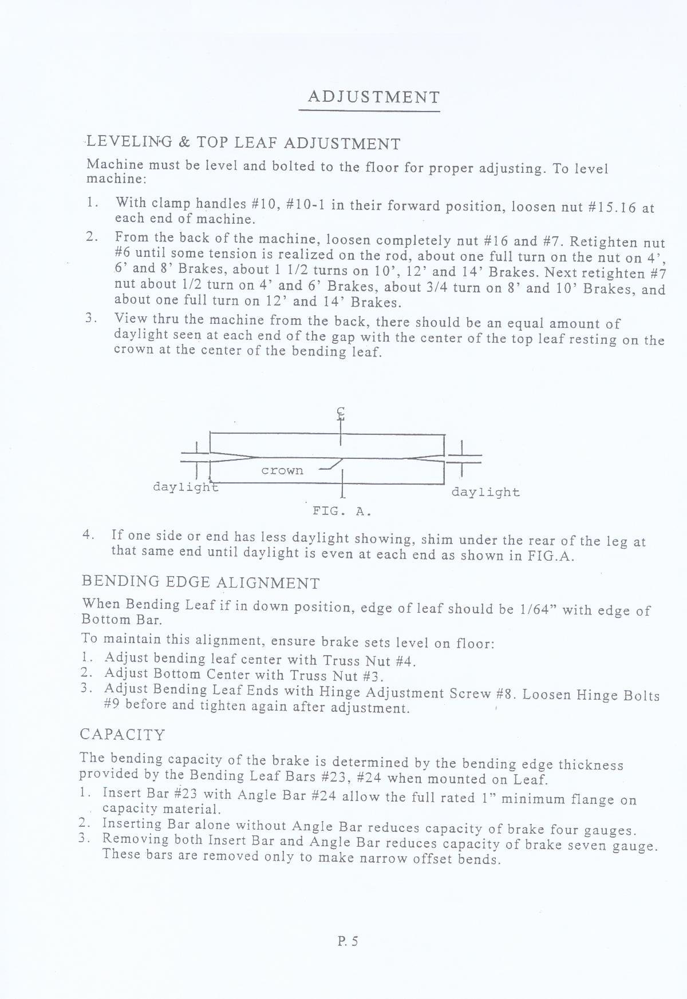 ADJUSTMENT
LEVELING & TOP LEAF ADJUSTMENT
Machine must be level and bolted to the floor for proper adjusting. To level
machine:
1. With clamp handles #10, #10-1 in their forward position, loosen nut #15.16 at
each end of machine.
2. From the back of the machine, loosen completely nut #16 and #7. Retighten nut
#6 until some tension is realized on the rod, about one full turn on the nut on 4’,
6’ and 8’ Brakes, about 1 1/2 turns on 10’, 12’ and 14’ Brakes. Next retighten #7
nut about 1/2 turn on 4’ and 6’ Brakes, about 3/4 turn on 8’ and 10’ Brakes, and
about one full turn on 12’ and 14’ Brakes.
3. View thru the machine from the back, there should be an equal amount of
daylight seen at each end of the gap with the center of the top leaf resting on the
crown at the center of the bending leaf.
℄
crown
daylight
daylight
FIG. A.
4. If one side or end has less daylight showing, shim under the rear of the leg at
that same end until daylight is even at each end as shown in FIG.A.
BENDING EDGE ALIGNMENT
When Bending Leaf if in down position, edge of leaf should be 1/64” with edge of
Bottom Bar.
To maintain this alignment, ensure brake sets level on floor:
1. Adjust bending leaf center with Truss Nut #4.
2. Adjust Bottom Center with Truss Nut #3.
3. Adjust Bending Leaf Ends with Hinge Adjustment Screw #8. Loosen Hinge Bolts
#9 before and tighten again after adjustment.
CAPACITY
The bending capacity of the brake is determined by the bending edge thickness
provided by the Bending Leaf Bars #23, #24 when mounted on Leaf.
1. Insert Bar #23 with Angle Bar #24 allow the full rated 1” minimum flange on
capacity material.
2. Inserting Bar alone without Angle Bar reduces capacity of brake four gauges.
3. Removing both Insert Bar and Angle Bar reduces capacity of brake seven gauge.
These bars are removed only to make narrow offset bends.
P. 5